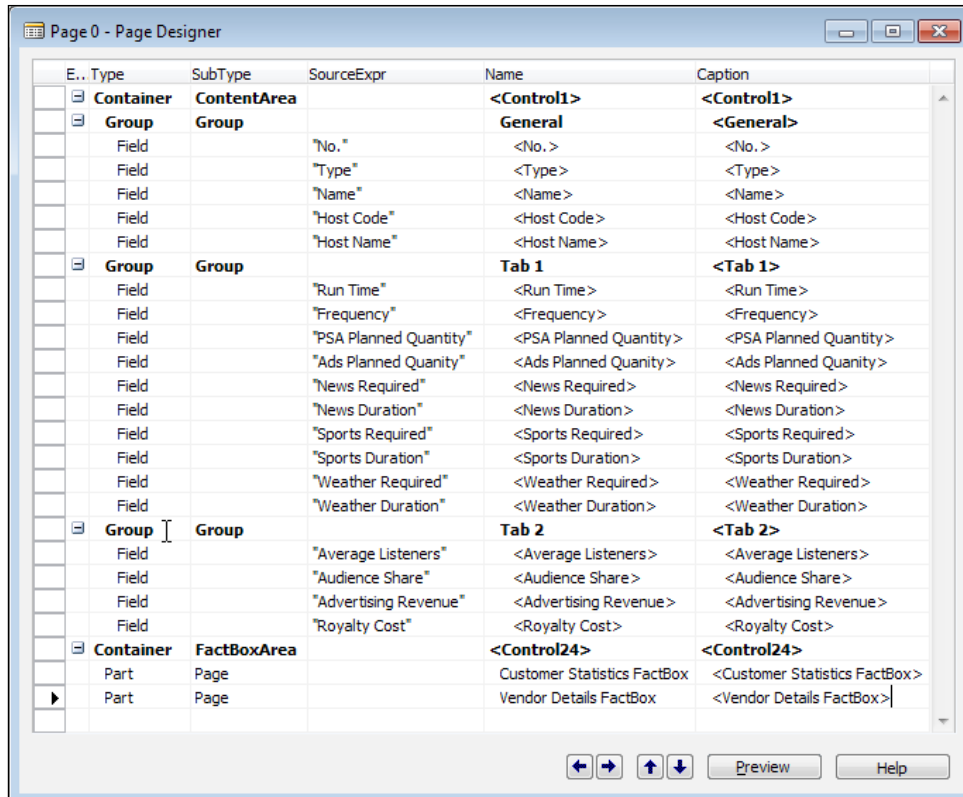 Page 0 - Page Designer
E.. Type SubType SourceExpr Name Caption
Container ContentArea <Control1> <Control1>
Group Group General <General>
Field "No." <No.> <No.>
Field "Type" <Type> <Type>
Field "Name" <Name> <Name>
Field "Host Code" <Host Code> <Host Code>
Field "Host Name" <Host Name> <Host Name>
Group Group Tab 1 <Tab 1>
Field "Run Time" <Run Time> <Run Time>
Field "Frequency" <Frequency> <Frequency>
Field "PSA Planned Quantity" <PSA Planned Quantity> <PSA Planned Quantity>
Field "Ads Planned Quanity" <Ads Planned Quanity> <Ads Planned Quanity>
Field "News Required" <News Required> <News Required>
Field "News Duration" <News Duration> <News Duration>
Field "Sports Required" <Sports Required> <Sports Required>
Field "Sports Duration" <Sports Duration> <Sports Duration>
Field "Weather Required" <Weather Required> <Weather Required>
Field "Weather Duration" <Weather Duration> <Weather Duration>
Group Group Tab 2 <Tab 2>
Field "Average Listeners" <Average Listeners> <Average Listeners>
Field "Audience Share" <Audience Share> <Audience Share>
Field "Advertising Revenue" <Advertising Revenue> <Advertising Revenue>
Field "Royalty Cost" <Royalty Cost> <Royalty Cost>
Container FactBoxArea <Control24> <Control24>
Part Page Customer Statistics FactBox <Customer Statistics FactBox>
Part Page Vendor Details FactBox <Vendor Details FactBox>
Preview Help